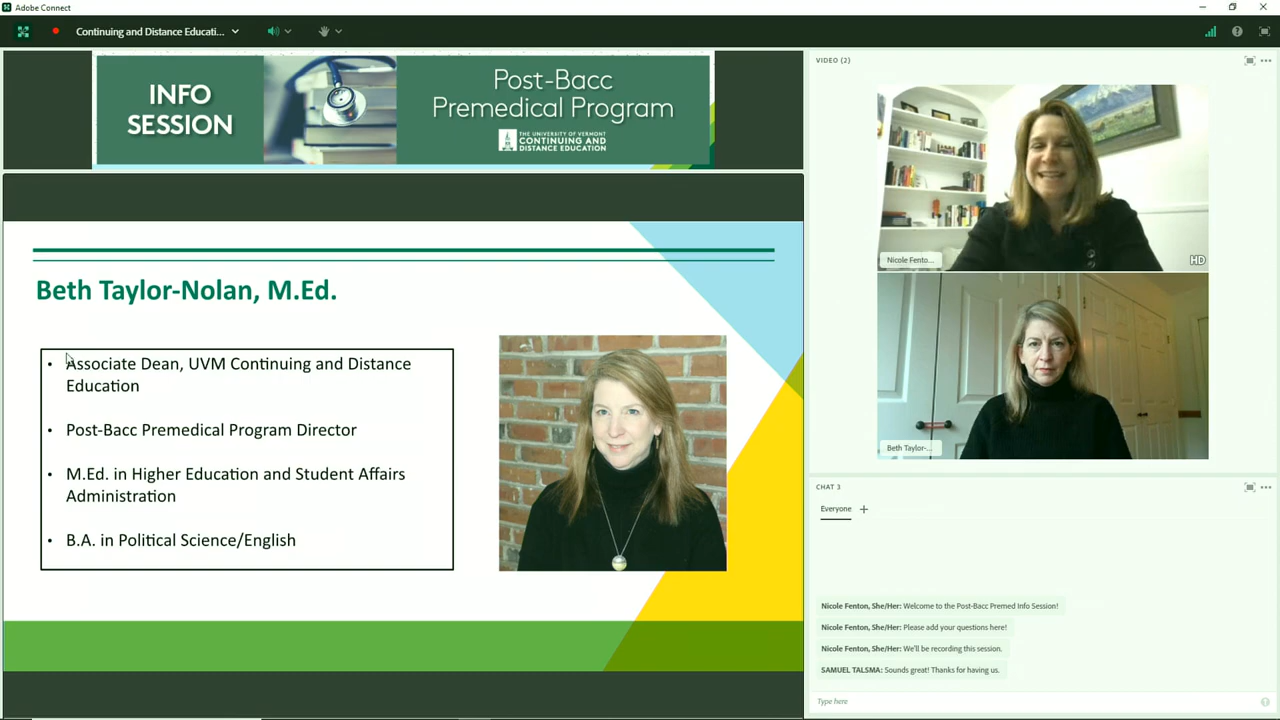 Adobe Connect
Continuing and Distance Educati...
INFO
SESSION
Post-Bacc
Premedical Program
THE UNIVERSITY OF VERMONT
CONTINUING AND
DISTANCE EDUCATION
Beth Taylor-Nolan, M.Ed.
• Associate Dean, UVM Continuing and Distance
Education
• Post-Bacc Premedical Program Director
• M.Ed. in Higher Education and Student Affairs
Administration
• B.A. in Political Science/English
VIDEO (2)
Nicole Fento...
HD
Beth Taylor-...
CHAT 3
Everyone
Nicole Fenton, She/Her: Welcome to the Post-Bacc Premed Info Session!
Nicole Fenton, She/Her: Please add your questions here!
Nicole Fenton, She/Her: We'll be recording this session.
SAMUEL TALSMA: Sounds great! Thanks for having us.
Type here